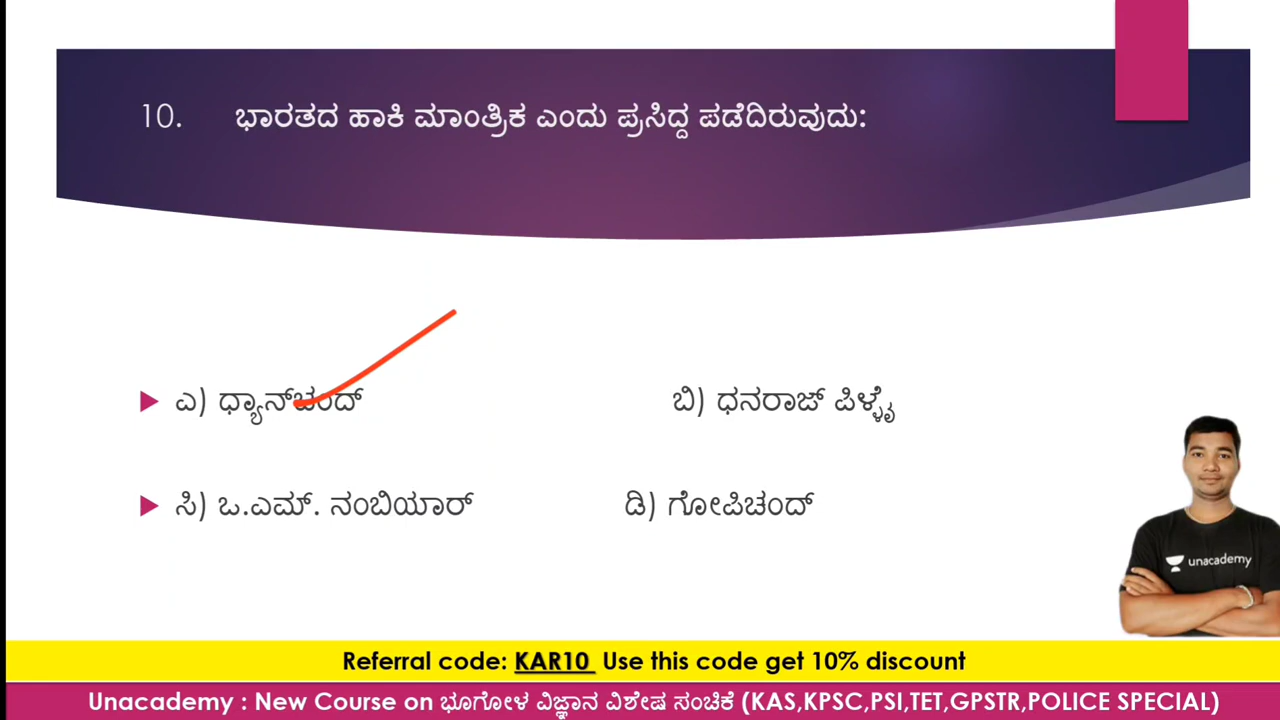 10. ಭಾರತದ ಹಾಕಿ ಮಾಂತ್ರಿಕ ಎಂದು ಪ್ರಸಿದ್ದ ಪಡೆದಿರುವುದು:
ಎ) ಧ್ಯಾನ್‌ಚಂದ್ ಬಿ) ಧನರಾಜ್ ಪಿಳ್ಳೈ
ಸಿ) ಒ.ಎಮ್. ನಂಬಿಯಾರ್ ಡಿ) ಗೋಪಿಚಂದ್
unacademy
Referral code: KAR10 Use this code get 10% discount
Unacademy : New Course on ಭೂಗೋಳ ವಿಜ್ಞಾನ ವಿಶೇಷ ಸಂಚಿಕೆ (KAS,KPSC,PSI,TET,GPSTR,POLICE SPECIAL)